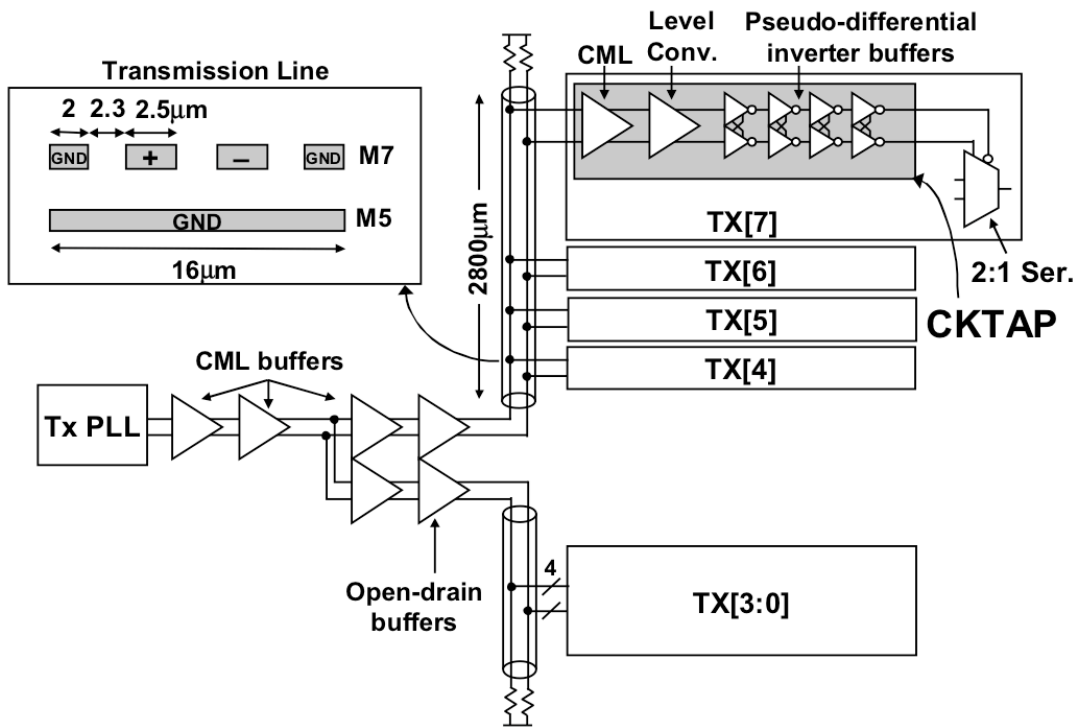 Transmission Line
2
2.3
2.5μm
GND
+
−
GND
M7
GND
M5
16μm
CML
Level
Conv.
Pseudo-differential
inverter buffers
2800μm
TX[7]
2:1 Ser.
TX[6]
TX[5]
TX[4]
CKTAP
CML buffers
Tx PLL
Open-drain
buffers
4
TX[3:0]